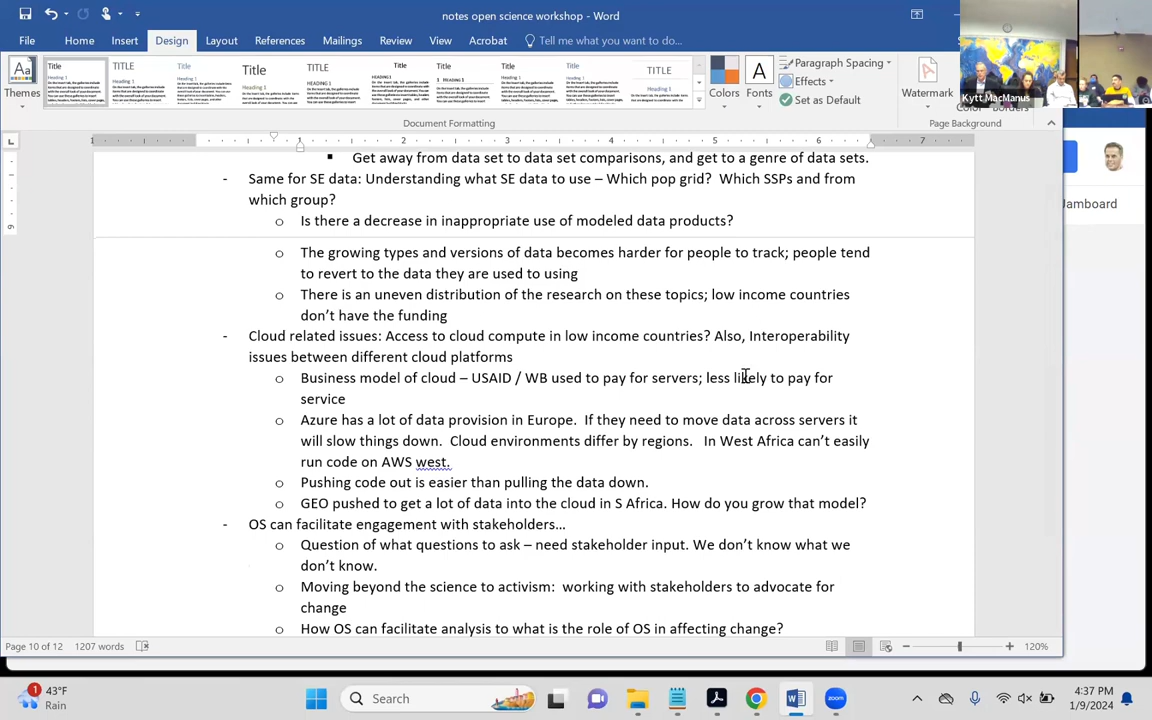 notes open science workshop - Word
File Home Insert Design Layout References Mailings Review View Acrobat Tell me what you want to do...
Themes
Colors
Fonts
Paragraph Spacing
Effects
Set as Default
Watermark
Document Formatting
Page Background
Kytt MacManus
Jamboard
Get away from data set to data set comparisons, and get to a genre of data sets.
- Same for SE data: Understanding what SE data to use – Which pop grid? Which SSPs and from
which group?
o Is there a decrease in inappropriate use of modeled data products?
o The growing types and versions of data becomes harder for people to track; people tend
to revert to the data they are used to using
o There is an uneven distribution of the research on these topics; low income countries
don't have the funding
- Cloud related issues: Access to cloud compute in low income countries? Also, Interoperability
issues between different cloud platforms
o Business model of cloud – USAID / WB used to pay for servers; less likely to pay for
service
o Azure has a lot of data provision in Europe. If they need to move data across servers it
will slow things down. Cloud environments differ by regions. In West Africa can't easily
run code on AWS west.
o Pushing code out is easier than pulling the data down.
o GEO pushed to get a lot of data into the cloud in S Africa. How do you grow that model?
- OS can facilitate engagement with stakeholders…
o Question of what questions to ask – need stakeholder input. We don't know what we
don't know.
o Moving beyond the science to activism: working with stakeholders to advocate for
change
o How OS can facilitate analysis to what is the role of OS in affecting change?
Page 10 of 12 1207 words
120%
43°F
Rain
Search
4:37 PM
1/9/2024